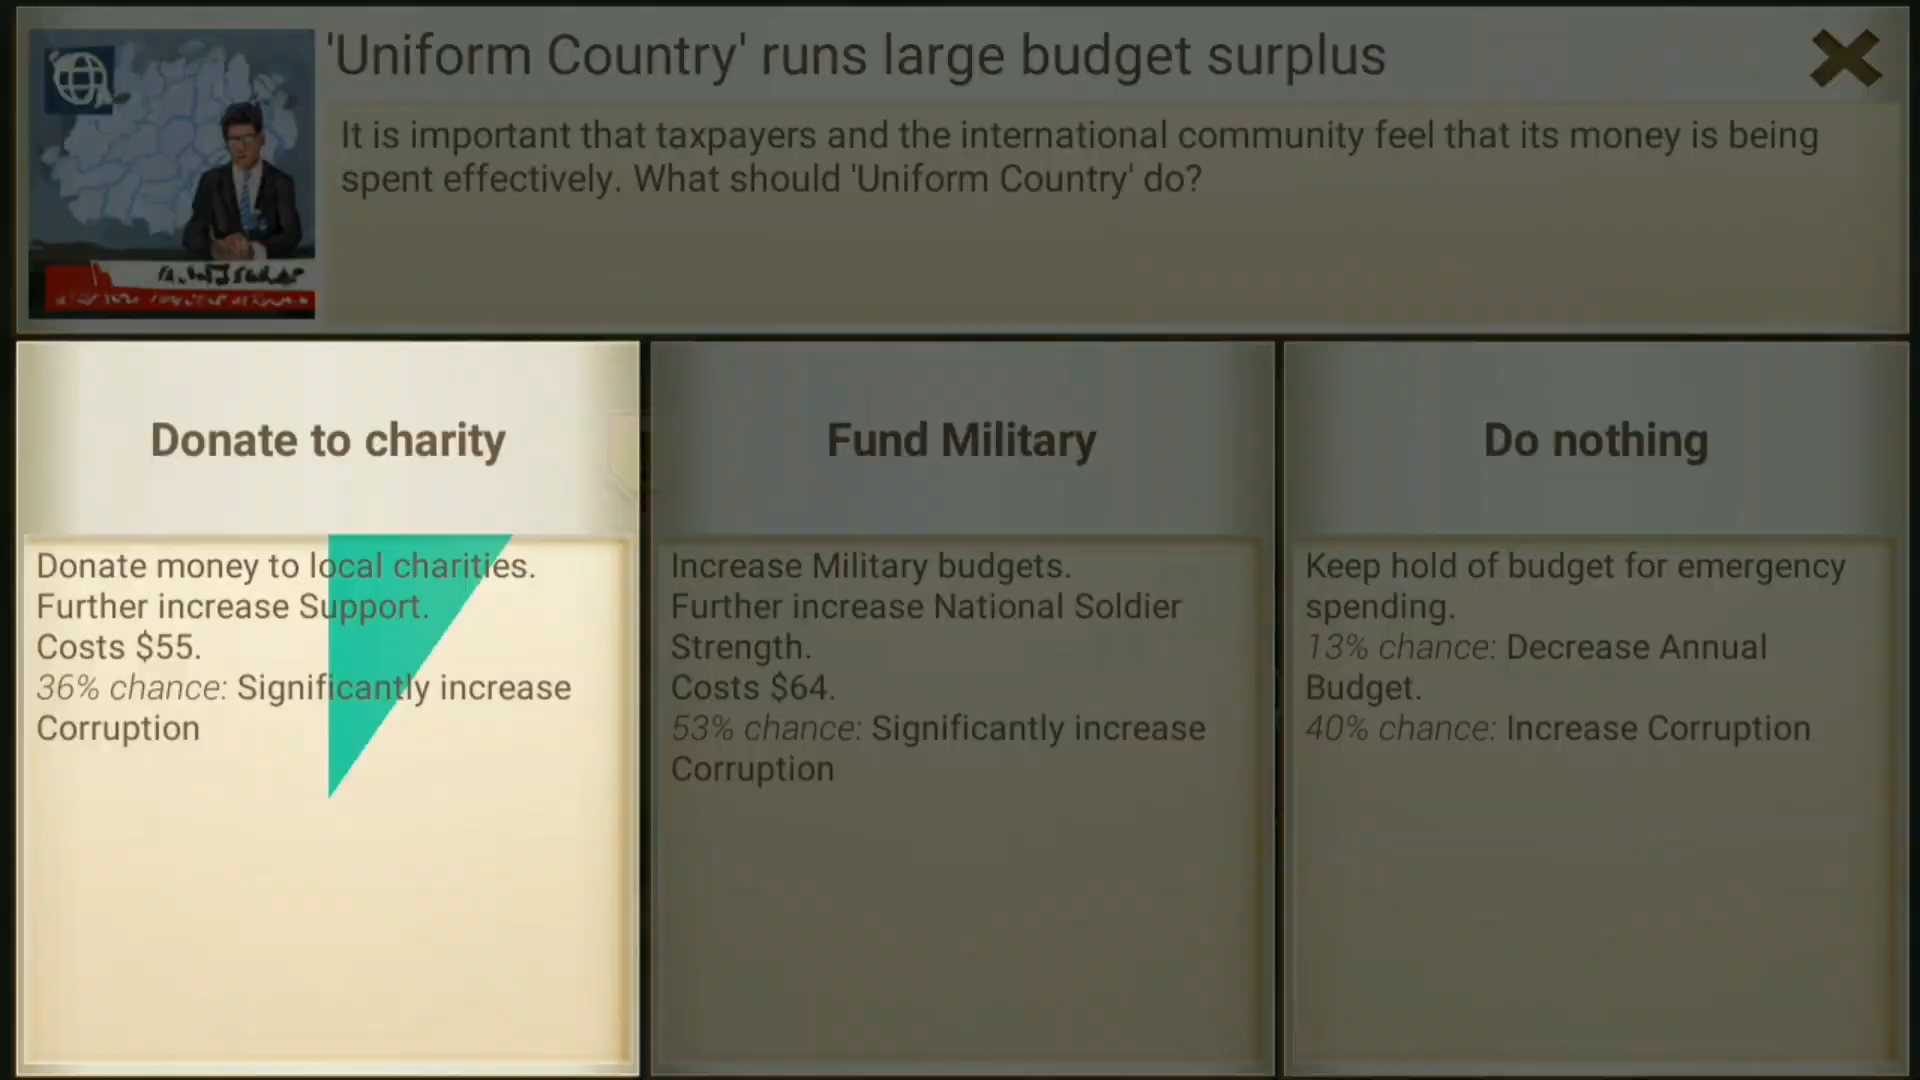 'Uniform Country' runs large budget surplus
It is important that taxpayers and the international community feel that its money is being
spent effectively. What should 'Uniform Country' do?
Donate to charity
Donate money to local charities.
Further increase Support.
Costs $55.
36% chance: Significantly increase
Corruption
Fund Military
Increase Military budgets.
Further increase National Soldier
Strength.
Costs $64.
53% chance: Significantly increase
Corruption
Do nothing
Keep hold of budget for emergency
spending.
13% chance: Decrease Annual
Budget.
40% chance: Increase Corruption